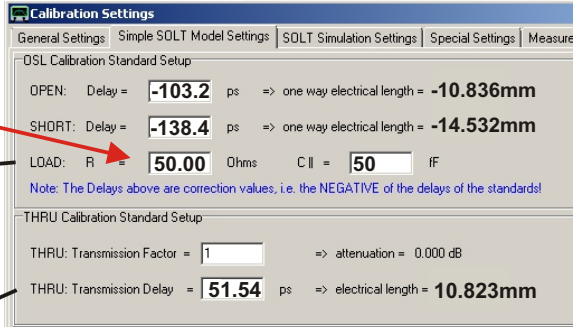 Calibration Settings
General Settings Simple SOLT Model Settings SOLT Simulation Settings Special Settings Measure
OSL Calibration Standard Setup
OPEN: Delay = -103.2 ps => one way electrical length = -10.836mm
SHORT: Delay = -138.4 ps => one way electrical length = -14.532mm
LOAD: R = 50.00 Ohms C || = 50 fF
Note: The Delays above are correction values, i.e. the NEGATIVE of the delays of the standards!
THRU Calibration Standard Setup
THRU: Transmission Factor = 1 => attenuation = 0.000 dB
THRU: Transmission Delay = 51.54 ps => electrical length = 10.823mm